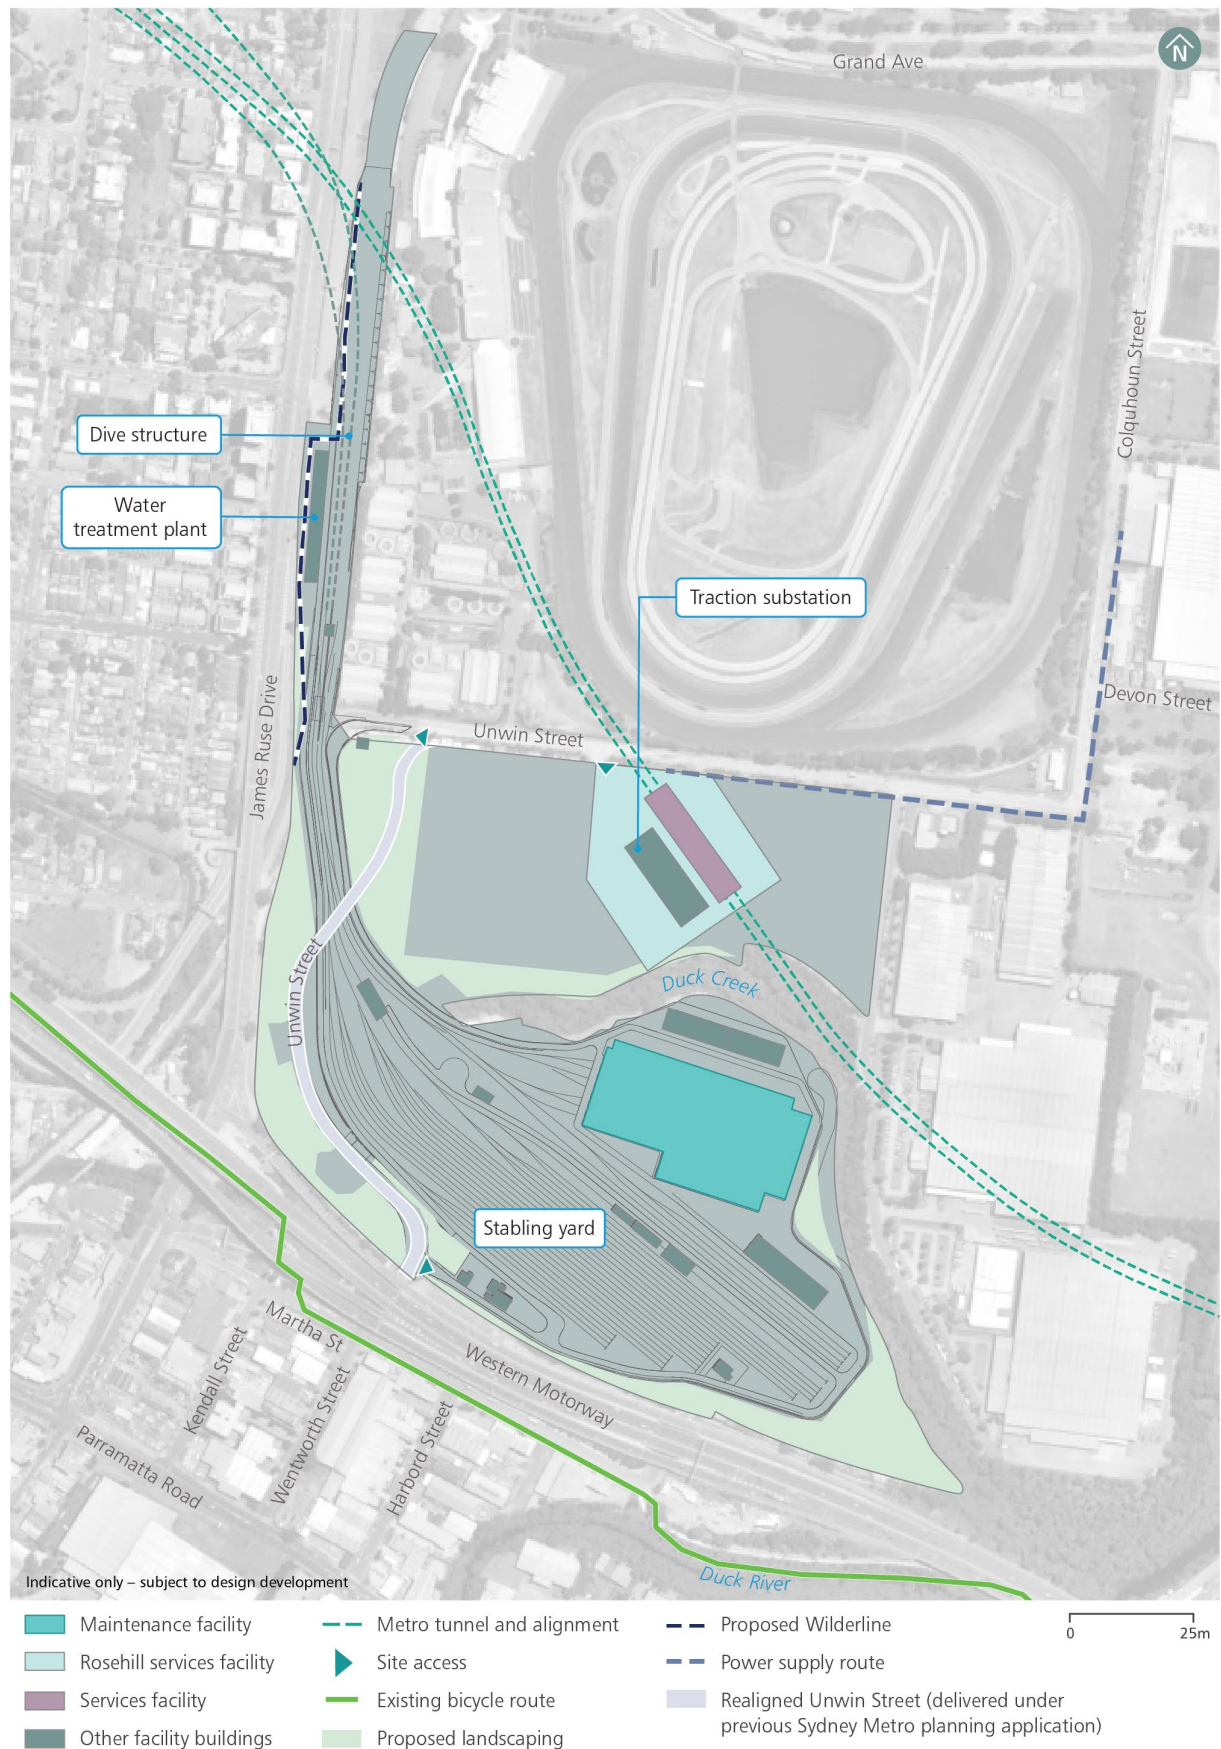 Grand Ave
N
Colquhoun Street
Dive structure
Water
treatment plant
Traction substation
Devon Street
James Ruse Drive
Unwin Street
Unwin Street
Duck Creek
Stabling yard
Martha St
Kendall Street
Wentworth Street
Western Motorway
Harbord Street
Parramatta Road
Duck River
Indicative only – subject to design development
Maintenance facility
Rosehill services facility
Services facility
Other facility buildings
Metro tunnel and alignment
Site access
Existing bicycle route
Proposed landscaping
Proposed Wilderline
Power supply route
Realigned Unwin Street (delivered under
previous Sydney Metro planning application)
0 25m